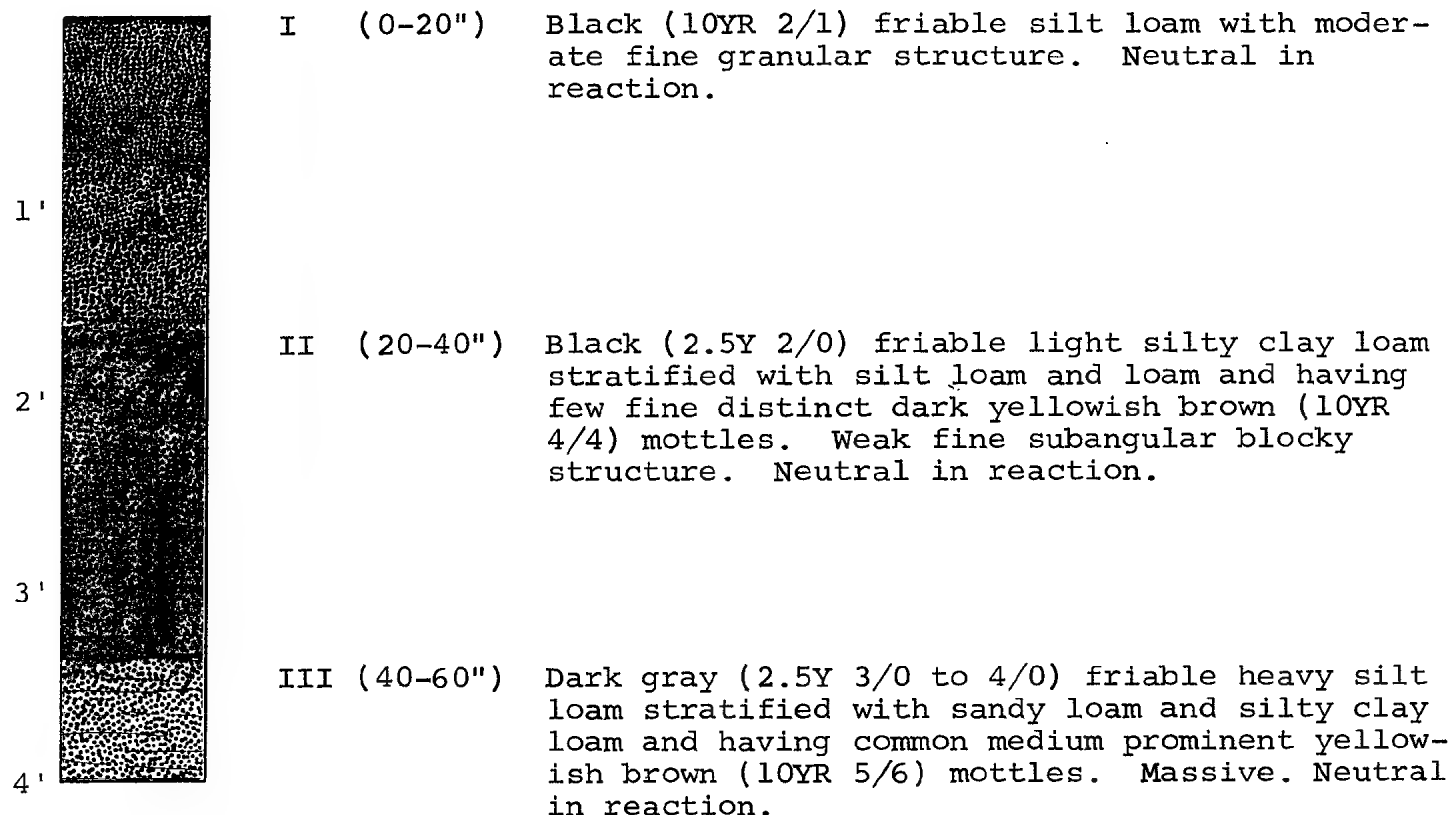 I (0-20") Black (10YR 2/1) friable silt loam with moder-
ate fine granular structure. Neutral in
reaction.
1'
II (20-40") Black (2.5Y 2/0) friable light silty clay loam
stratified with silt loam and loam and having
2'
few fine distinct dark yellowish brown (10YR
4/4) mottles. Weak fine subangular blocky
structure. Neutral in reaction.
3'
III (40-60") Dark gray (2.5Y 3/0 to 4/0) friable heavy silt
loam stratified with sandy loam and silty clay
loam and having common medium prominent yellow-
ish brown (10YR 5/6) mottles. Massive. Neutral
4'
in reaction.